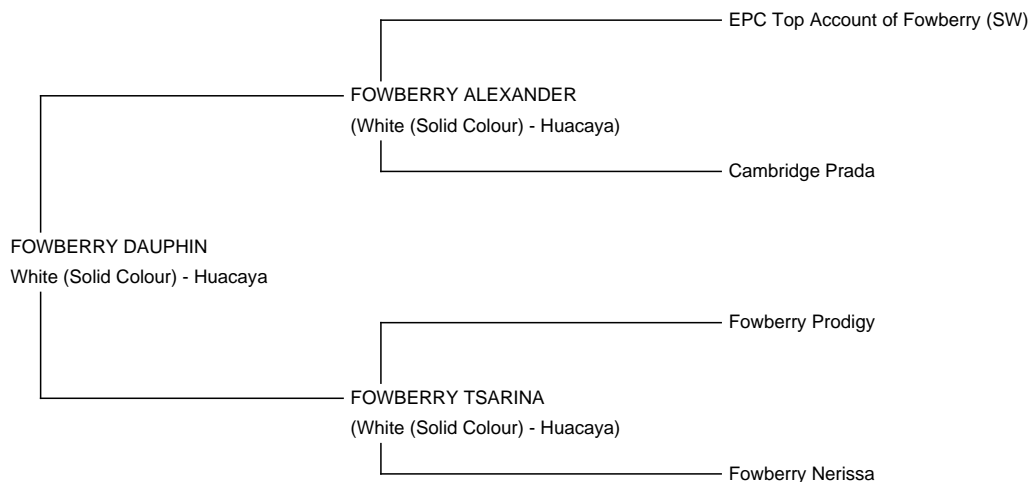 EPC Top Account of Fowberry (SW)
FOWBERRY ALEXANDER
(White (Solid Colour) - Huacaya)
Cambridge Prada
FOWBERRY DAUPHIN
White (Solid Colour) - Huacaya
Fowberry Prodigy
FOWBERRY TSARINA
(White (Solid Colour) - Huacaya)
Fowberry Nerissa